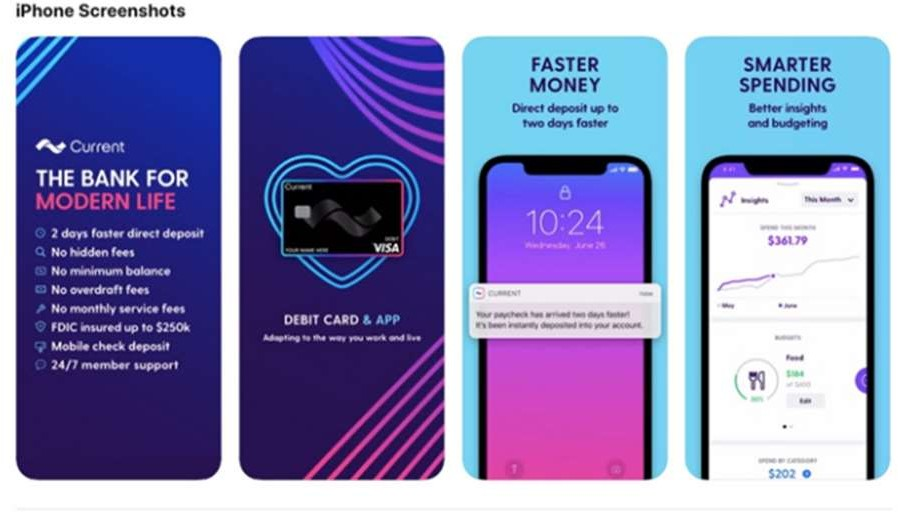 iPhone Screenshots
Current
THE BANK FOR
MODERN LIFE
2 days faster direct deposit
No hidden fees
No minimum balance
No overdraft fees
No monthly service fees
FDIC insured up to $250k
Mobile check deposit
24/7 member support
Current
YOUR NAME HERE
DEBIT
VISA
DEBIT CARD & APP
Adapting to the way you work and live
FASTER
MONEY
Direct deposit up to
two days faster
10:24
Wednesday, June 26
CURRENT
now
Your paycheck has arrived two days faster!
It's been instantly deposited into your account.
SMARTER
SPENDING
Better insights
and budgeting
Insights
This Month
SPEND THIS MONTH
$361.79
May
June
BUDGETS
Food
$184
Edit
SPEND BY CATEGORY
$202